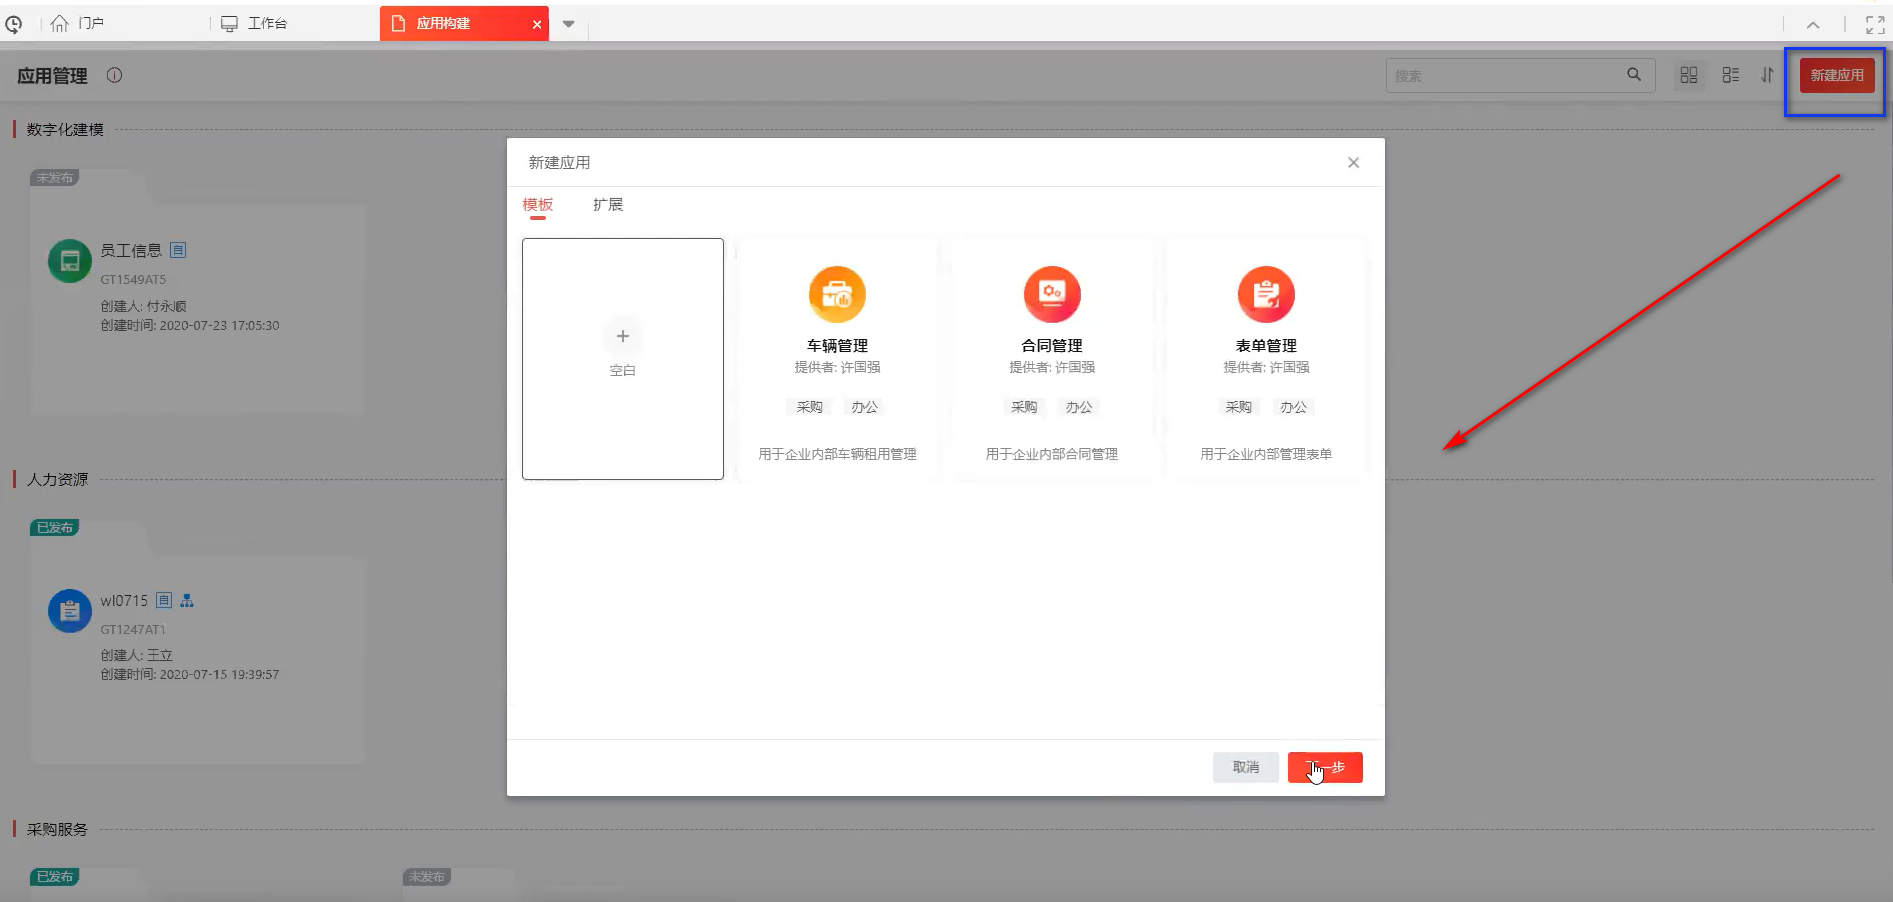 门户
工作台
应用构建
应用管理
搜索
新建应用
数字化建模
未发布
员工信息
GT1549AT5
创建人: 付永顺
创建时间: 2020-07-23 17:05:30
新建应用
模板
扩展
空白
车辆管理
提供者: 许国强
采购 办公
用于企业内部车辆租用管理
合同管理
提供者: 许国强
采购 办公
用于企业内部合同管理
表单管理
提供者: 许国强
采购 办公
用于企业内部管理表单
取消
下一步
人力资源
已发布
wl0715
GT1247AT1
创建人: 王立
创建时间: 2020-07-15 19:39:57
采购服务
已发布
未发布